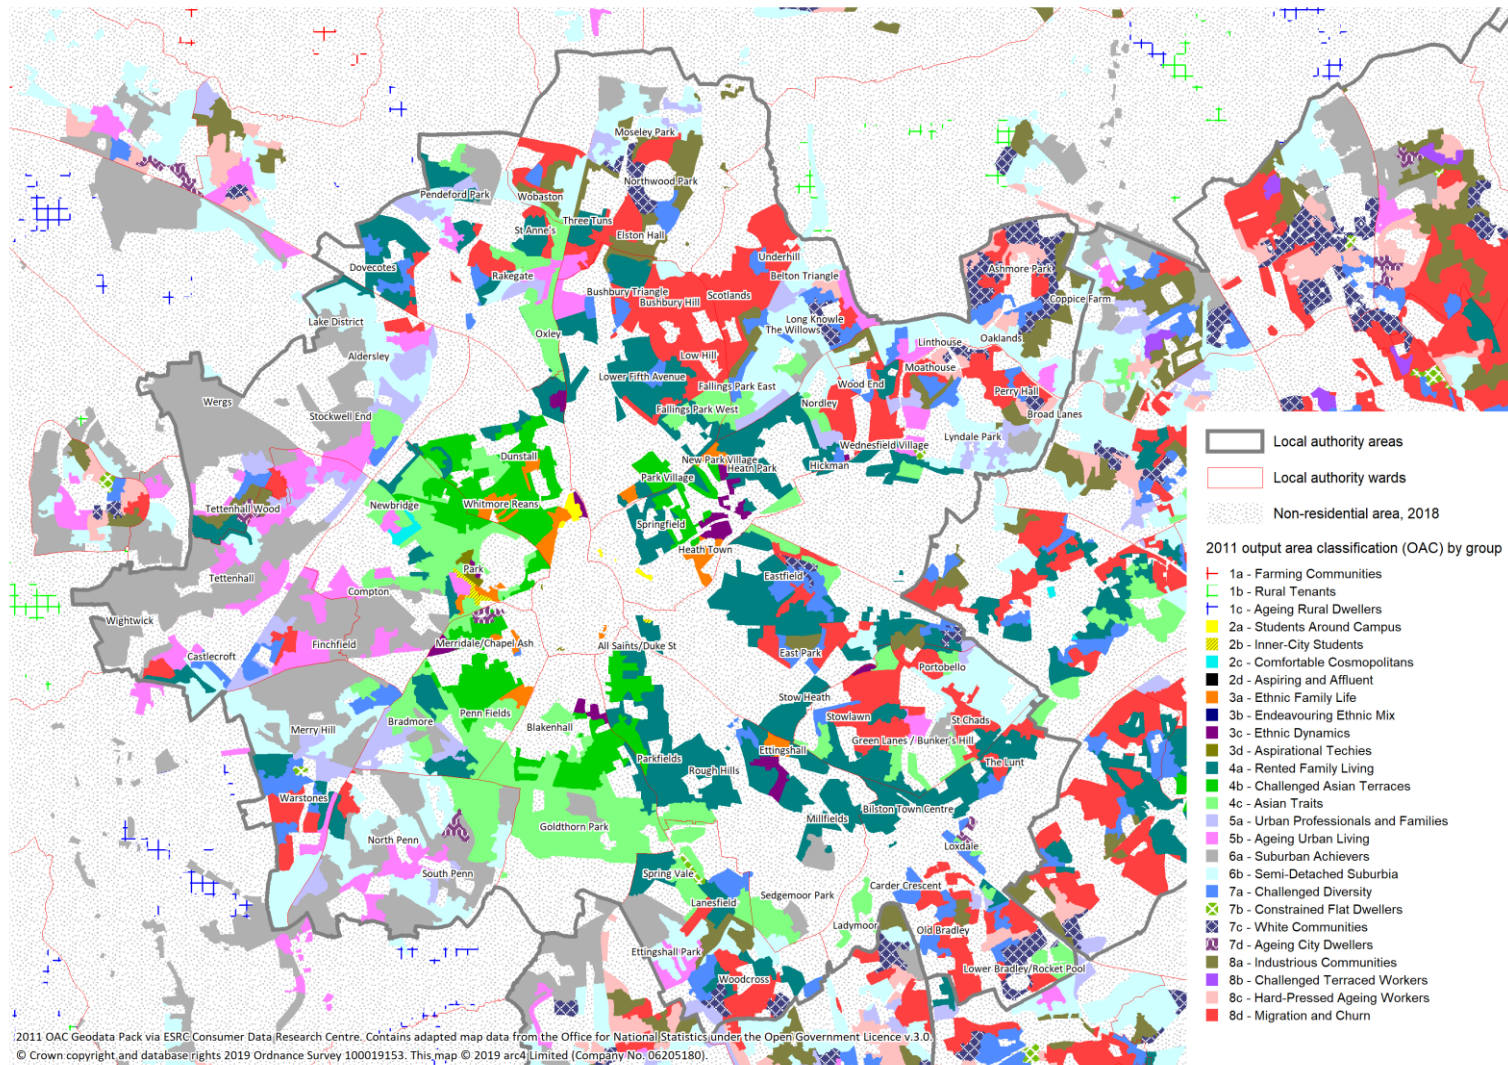 Moseley Park
Northwood Park
Pendeford Park
Wobaston
Three Tuns
St Anne's
Elston Hall
Underhill
Dovecotes
Rakegate
Belton Triangle
Ashmore Park
Bushbury Triangle
Bushbury Hill
Scotlands
Coppice Farm
Lake District
Long Knowle
The Willows
Oxley
Linthouse
Oaklands
Aldersley
Low Hill
Moathouse
Lower Fifth Avenue
Fallings Park East
Wood End
Perry Hall
Wergs
Nordley
Stockwell End
Fallings Park West
Broad Lanes
Wednesfield Village
Lyndale Park
Dunstall
New Park Village
Heath Park
Hickman
Park Village
Tettenhall Wood
Newbridge
Whitmore Reans
Springfield
Heath Town
Park
Eastfield
Tettenhall
Compton
Wightwick
Finchfield
Merridale/Chapel Ash
All Saints/Duke St
East Park
Castlecroft
Portobello
Stow Heath
Penn Fields
Bradmore
Blakenhall
Stowlawn
St Chads
Merry Hill
Green Lanes / Bunker's Hill
Ettingshall
Parkfields
The Lunt
Rough Hills
Warstones
Bilston Town Centre
Millfields
Goldthorn Park
North Penn
Loxdale
South Penn
Spring Vale
Sedgemoor Park
Carder Crescent
Lanesfield
Ladymoor
Old Bradley
Ettingshall Park
Lower Bradley/Rocket Pool
Woodcross
Local authority areas
Local authority wards
Non-residential area, 2018
2011 output area classification (OAC) by group
1a - Farming Communities
1b - Rural Tenants
1c - Ageing Rural Dwellers
2a - Students Around Campus
2b - Inner-City Students
2c - Comfortable Cosmopolitans
2d - Aspiring and Affluent
3a - Ethnic Family Life
3b - Endeavouring Ethnic Mix
3c - Ethnic Dynamics
3d - Aspirational Techies
4a - Rented Family Living
4b - Challenged Asian Terraces
4c - Asian Traits
5a - Urban Professionals and Families
5b - Ageing Urban Living
6a - Suburban Achievers
6b - Semi-Detached Suburbia
7a - Challenged Diversity
7b - Constrained Flat Dwellers
7c - White Communities
7d - Ageing City Dwellers
8a - Industrious Communities
8b - Challenged Terraced Workers
8c - Hard-Pressed Ageing Workers
8d - Migration and Churn
2011 OAC Geodata Pack via ESRC Consumer Data Research Centre. Contains adapted map data from the Office for National Statistics under the Open Government Licence v.3.0.
© Crown copyright and database rights 2019 Ordnance Survey 100019153. This map © 2019 arc4 Limited (Company No. 06205180).